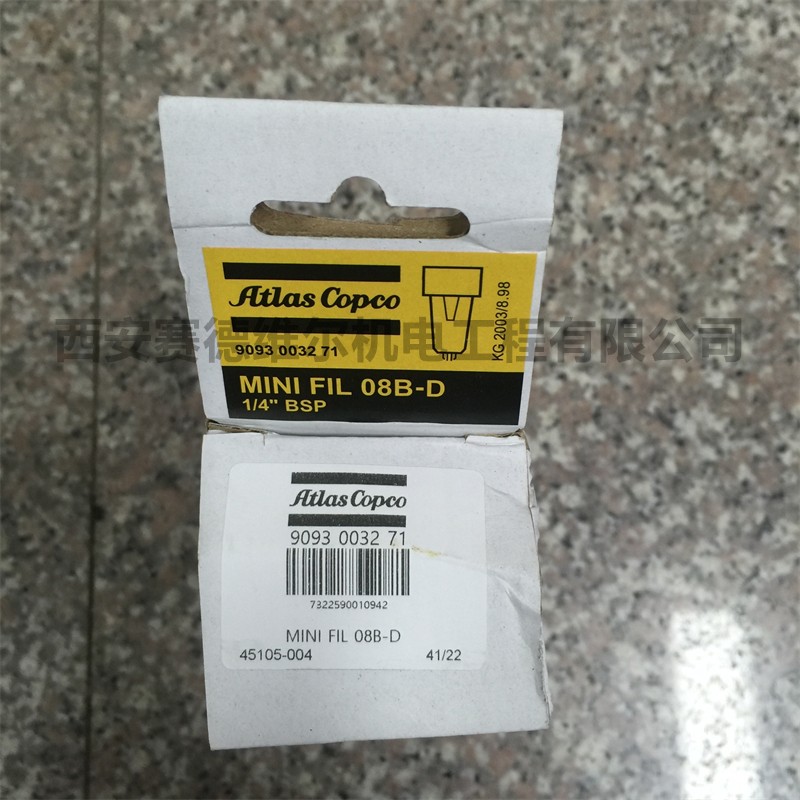 Atlas Copco
9093 0032 71
KG 2003/8.98
MINI FIL 08B-D
1/4" BSP
西安赛德维尔机电工程有限公司
Atlas Copco
9093 0032 71
7322590010942
MINI FIL 08B-D
45105-004 41/22